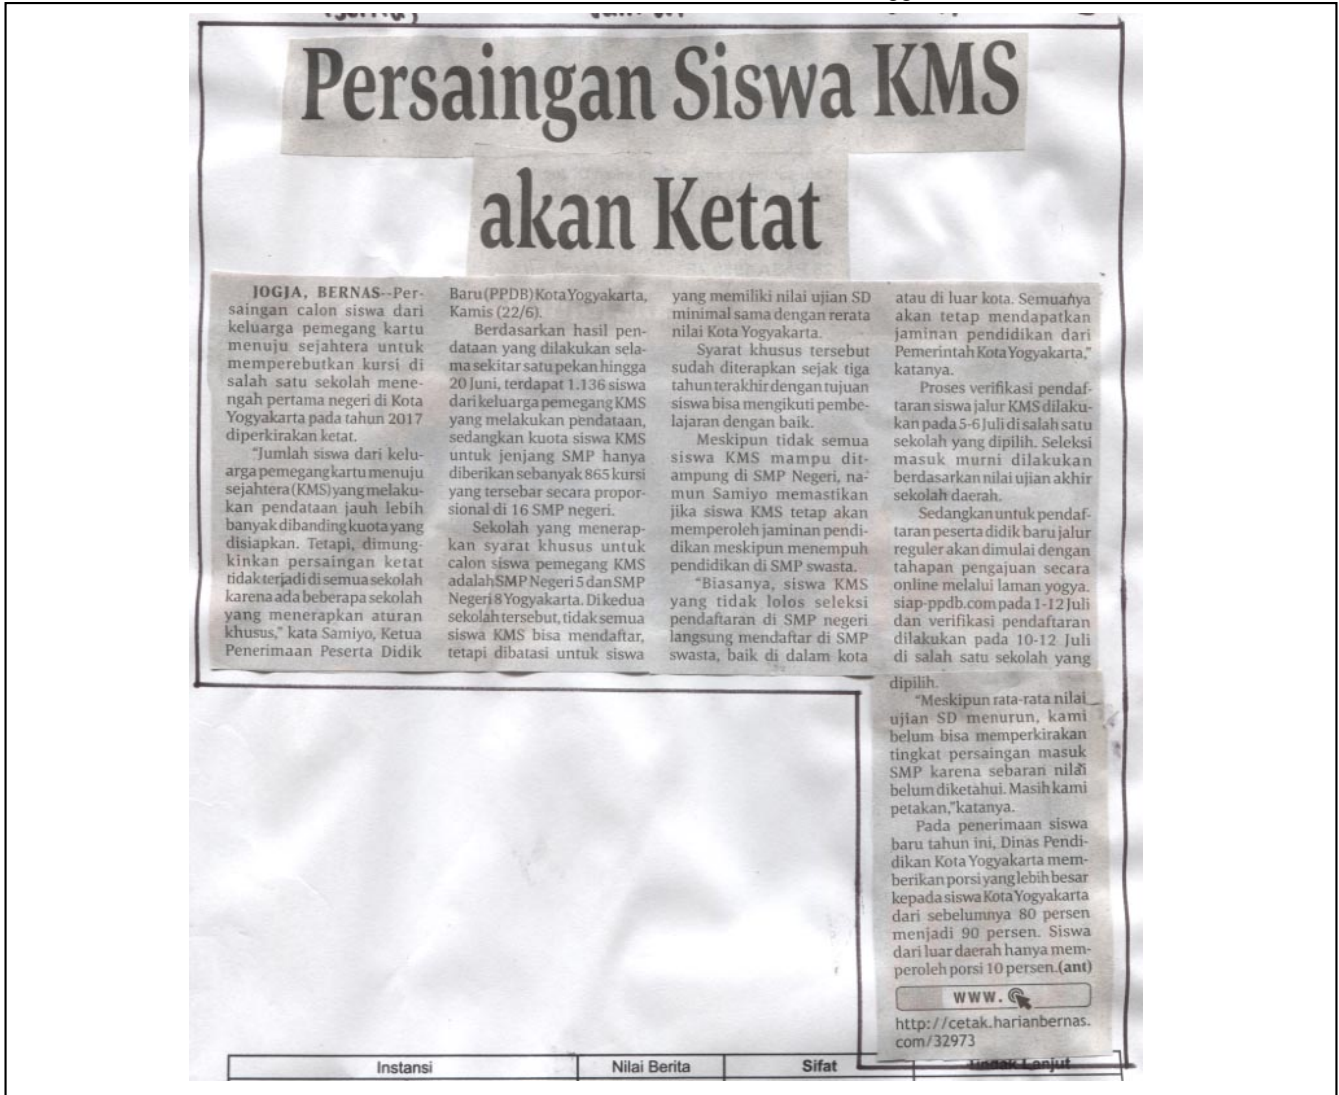 Persaingan Siswa KMS
akan Ketat
JOGJA, BERNAS--Per-
saingan calon siswa dari
keluarga pemegang kartu
menuju sejahtera untuk
memperebutkan kursi di
salah satu sekolah mene-
ngah pertama negeri di Kota
Yogyakarta pada tahun 2017
diperkirakan ketat.
"Jumlah siswa dari kelu-
arga pemegang kartu menuju
sejahtera (KMS) yang melaku-
kan pendataan jauh lebih
banyak dibanding kuota yang
disiapkan. Tetapi, dimung-
kinkan persaingan ketat
tidak terjadi di semua sekolah
karena ada beberapa sekolah
yang menerapkan aturan
khusus," kata Samiyo, Ketua
Penerimaan Peserta Didik
Baru (PPDB) Kota Yogyakarta,
Kamis (22/6).
Berdasarkan hasil pen-
dataan yang dilakukan sela-
ma sekitar satu pekan hingga
20 Juni, terdapat 1.136 siswa
dari keluarga pemegang KMS
yang melakukan pendataan,
sedangkan kuota siswa KMS
untuk jenjang SMP hanya
diberikan sebanyak 865 kursi
yang tersebar secara propor-
sional di 16 SMP negeri.
Sekolah yang menerap-
kan syarat khusus untuk
calon siswa pemegang KMS
adalah SMP Negeri 5 dan SMP
Negeri 8 Yogyakarta. Di kedua
sekolah tersebut, tidak semua
siswa KMS bisa mendaftar,
tetapi dibatasi untuk siswa
yang memiliki nilai ujian SD
minimal sama dengan rerata
nilai Kota Yogyakarta.
Syarat khusus tersebut
sudah diterapkan sejak tiga
tahun terakhir dengan tujuan
siswa bisa mengikuti pembe-
lajaran dengan baik.
Meskipun tidak semua
siswa KMS mampu dit-
ampung di SMP Negeri, na-
mun Samiyo memastikan
jika siswa KMS tetap akan
memperoleh jaminan pendi-
dikan meskipun menempuh
pendidikan di SMP swasta.
"Biasanya, siswa KMS
yang tidak lolos seleksi
pendaftaran di SMP negeri
langsung mendaftar di SMP
swasta, baik di dalam kota
atau di luar kota. Semuanya
akan tetap mendapatkan
jaminan pendidikan dari
Pemerintah Kota Yogyakarta,"
katanya.
Proses verifikasi pendaf-
taran siswa jalur KMS dilaku-
kan pada 5-6 Juli di salah satu
sekolah yang dipilih. Seleksi
masuk murni dilakukan
berdasarkan nilai ujian akhir
sekolah daerah.
Sedangkan untuk pendaf-
taran peserta didik baru jalur
reguler akan dimulai dengan
tahapan pengajuan secara
online melalui laman yogya.
siap-ppdb.com pada 1-12 Juli
dan verifikasi pendaftaran
dilakukan pada 10-12 Juli
di salah satu sekolah yang
dipilih.
"Meskipun rata-rata nilai
ujian SD menurun, kami
belum bisa memperkirakan
tingkat persaingan masuk
SMP karena sebaran nilai
belum diketahui. Masih kami
petakan,"katanya.
Pada penerimaan siswa
baru tahun ini, Dinas Pendi-
dikan Kota Yogyakarta mem-
berikan porsi yang lebih besar
kepada siswa Kota Yogyakarta
dari sebelumnya 80 persen
menjadi 90 persen. Siswa
dari luar daerah hanya mem-
peroleh porsi 10 persen.(ant)
www.
http://cetak.harianbernas.
com/32973
Instansi Nilai Berita Sifat Tindak Lanjut